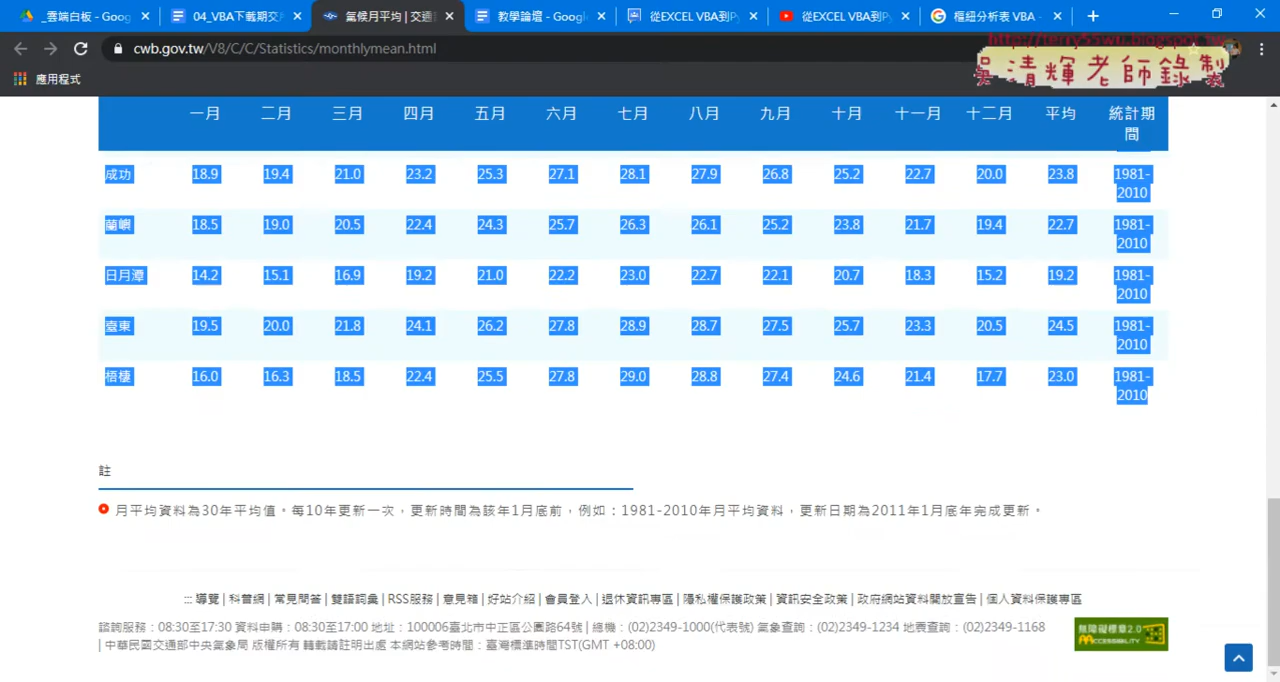 _雲端白板 - Goog
04_VBA下載期交
氣候月平均 | 交通部
教學論壇 - Google
從EXCEL VBA到Py
從EXCEL VBA到P
樞紐分析表 VBA -
cwb.gov.tw/V8/C/C/Statistics/monthlymean.html
吳清輝老師錄製
應用程式
一月 二月 三月 四月 五月 六月 七月 八月 九月 十月 十一月 十二月 平均 統計期間
成功 18.9 19.4 21.0 23.2 25.3 27.1 28.1 27.9 26.8 25.2 22.7 20.0 23.8 1981-2010
蘭嶼 18.5 19.0 20.5 22.4 24.3 25.7 26.3 26.1 25.2 23.8 21.7 19.4 22.7 1981-2010
日月潭 14.2 15.1 16.9 19.2 21.0 22.2 23.0 22.7 22.1 20.7 18.3 15.2 19.2 1981-2010
臺東 19.5 20.0 21.8 24.1 26.2 27.8 28.9 28.7 27.5 25.7 23.3 20.5 24.5 1981-2010
梧棲 16.0 16.3 18.5 22.4 25.5 27.8 29.0 28.8 27.4 24.6 21.4 17.7 23.0 1981-2010
註
月平均資料為30年平均值。每10年更新一次，更新時間為該年1月底前，例如：1981-2010年月平均資料，更新日期為2011年1月底年完成更新。
::: 導覽 | 科普網 | 常見問答 | 雙語詞彙 | RSS服務 | 意見箱 | 好站介紹 | 會員登入 | 退休資訊專區 | 隱私權保護政策 | 資訊安全政策 | 政府網站資料開放宣告 | 個人資料保護專區
諮詢服務：08:30至17:30 資料申購：08:30至17:00 地址：100006臺北市中正區公園路64號 | 總機：(02)2349-1000(代表號) 氣象查詢：(02)2349-1234 地震查詢：(02)2349-1168
| 中華民國交通部中央氣象局 版權所有 轉載請註明出處 本網站參考時間：臺灣標準時間TST(GMT +08:00)
無障礙標章2.0
ACCESSIBILITY